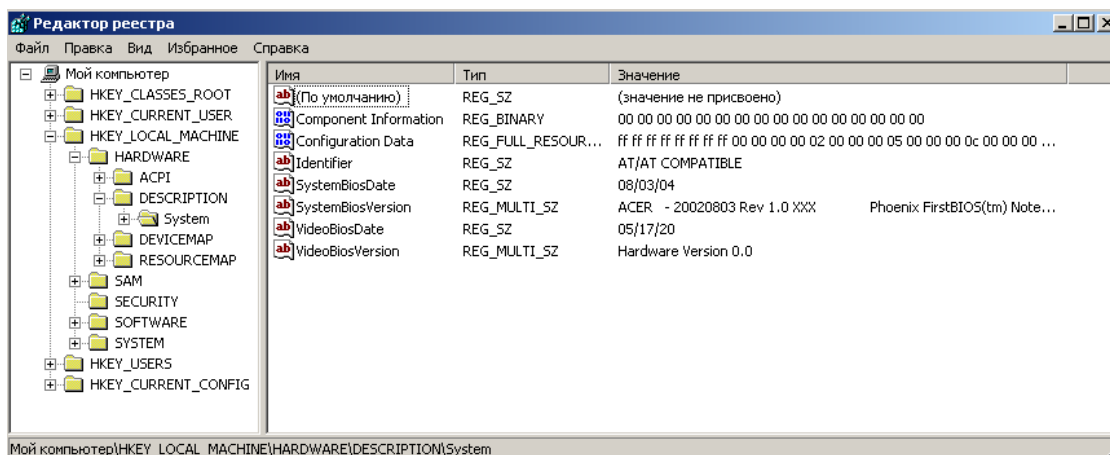 Редактор реестра
Файл Правка Вид Избранное Справка
Мой компьютер
HKEY_CLASSES_ROOT
HKEY_CURRENT_USER
HKEY_LOCAL_MACHINE
HARDWARE
ACPI
DESCRIPTION
System
DEVICEMAP
RESOURCEMAP
SAM
SECURITY
SOFTWARE
SYSTEM
HKEY_USERS
HKEY_CURRENT_CONFIG
Имя Тип Значение
(По умолчанию) REG_SZ (значение не присвоено)
Component Information REG_BINARY 00 00 00 00 00 00 00 00 00 00 00 00 00 00 00 00
Configuration Data REG_FULL_RESOUR... ff ff ff ff ff ff ff ff 00 00 00 00 02 00 00 00 05 00 00 00 0c 00 00 00 ...
Identifier REG_SZ AT/AT COMPATIBLE
SystemBiosDate REG_SZ 08/03/04
SystemBiosVersion REG_MULTI_SZ ACER - 20020803 Rev 1.0 XXX Phoenix FirstBIOS(tm) Note...
VideoBiosDate REG_SZ 05/17/20
VideoBiosVersion REG_MULTI_SZ Hardware Version 0.0
Мой компьютер\HKEY_LOCAL_MACHINE\HARDWARE\DESCRIPTION\System